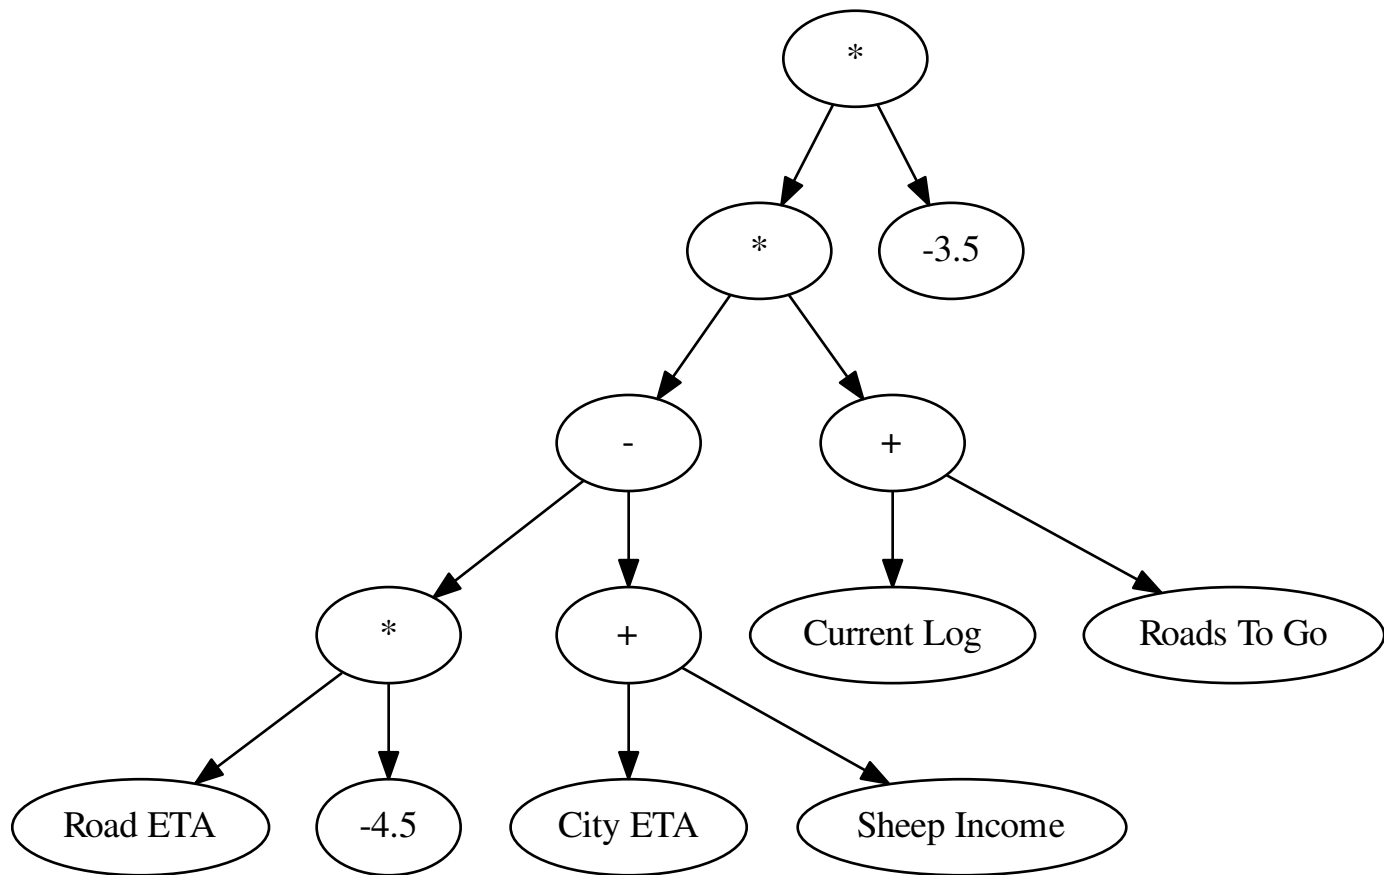 *
* -3.5
- +
* + Current Log Roads To Go
Road ETA -4.5 City ETA Sheep Income